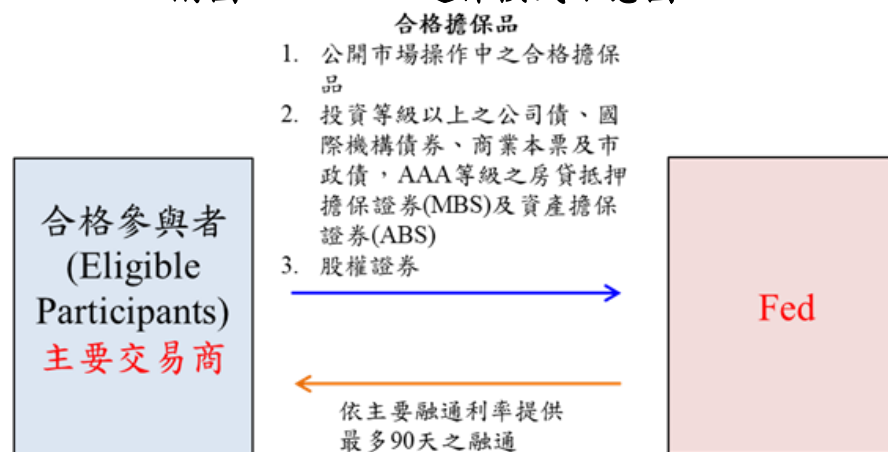 合格擔保品
1. 公開市場操作中之合格擔保
品
2. 投資等級以上之公司債、國
際機構債券、商業本票及市
政債，AAA等級之房貸抵押
擔保證券(MBS)及資產擔保
證券(ABS)
3. 股權證券
合格參與者
(Eligible
Participants)
主要交易商
Fed
依主要融通利率提供
最多90天之融通